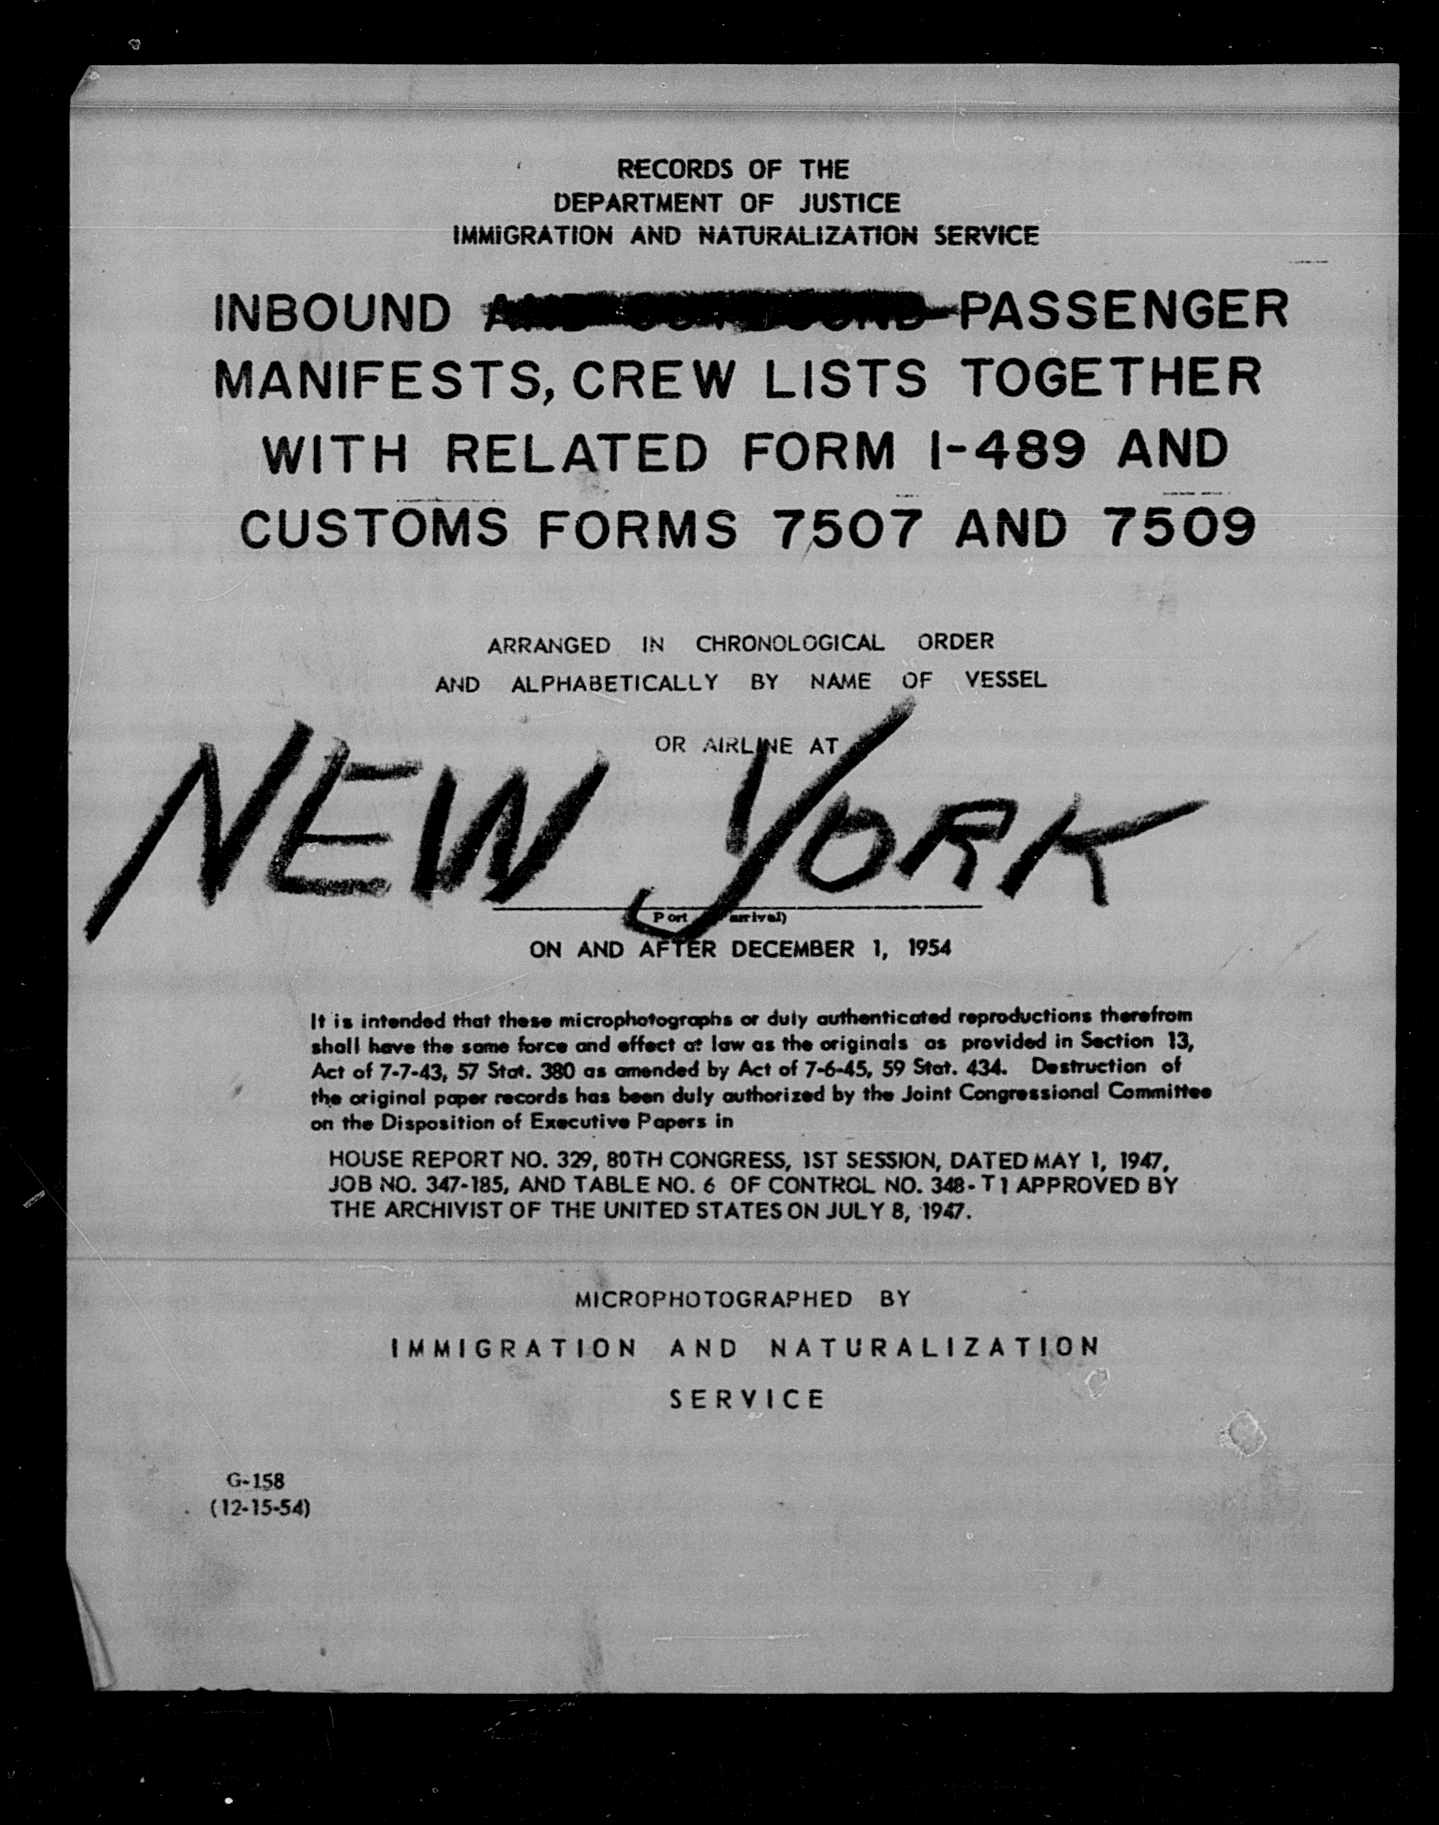 RECORDS OF THE
DEPARTMENT OF JUSTICE
IMMIGRATION AND NATURALIZATION SERVICE
INBOUND AND OUTBOUND PASSENGER
MANIFESTS, CREW LISTS TOGETHER
WITH RELATED FORM I-489 AND
CUSTOMS FORMS 7507 AND 7509
ARRANGED IN CHRONOLOGICAL ORDER
AND ALPHABETICALLY BY NAME OF VESSEL
OR AIRLINE AT
NEW YORK
(Port arrival)
ON AND AFTER DECEMBER 1, 1954
It is intended that these microphotographs or duly authenticated reproductions therefrom
shall have the same force and effect at law as the originals as provided in Section 13,
Act of 7-7-43, 57 Stat. 380 as amended by Act of 7-6-45, 59 Stat. 434. Destruction of
the original paper records has been duly authorized by the Joint Congressional Committee
on the Disposition of Executive Papers in
HOUSE REPORT NO. 329, 80TH CONGRESS, 1ST SESSION, DATED MAY 1, 1947,
JOB NO. 347-185, AND TABLE NO. 6 OF CONTROL NO. 348-T1 APPROVED BY
THE ARCHIVIST OF THE UNITED STATES ON JULY 8, 1947.
MICROPHOTOGRAPHED BY
IMMIGRATION AND NATURALIZATION
SERVICE
G-158
(12-15-54)